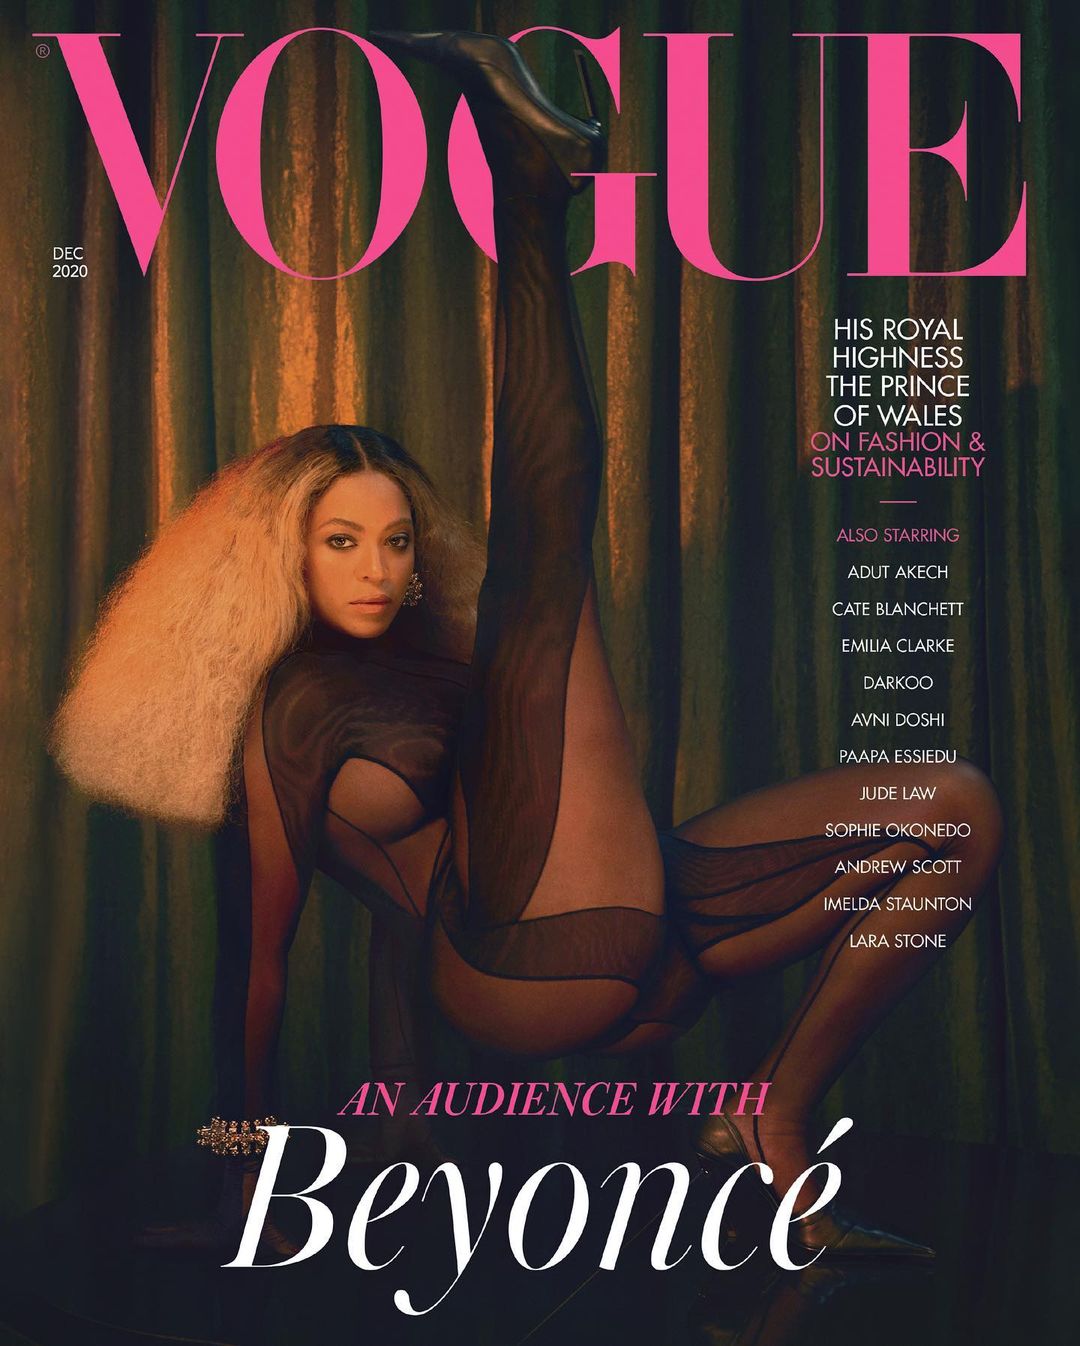 VOGUE
®
DEC
2020
HIS ROYAL
HIGHNESS
THE PRINCE
OF WALES
ON FASHION &
SUSTAINABILITY
ALSO STARRING
ADUT AKECH
CATE BLANCHETT
EMILIA CLARKE
DARKOO
AVNI DOSHI
PAAPA ESSIEDU
JUDE LAW
SOPHIE OKONEDO
ANDREW SCOTT
IMELDA STAUNTON
LARA STONE
AN AUDIENCE WITH
Beyoncé